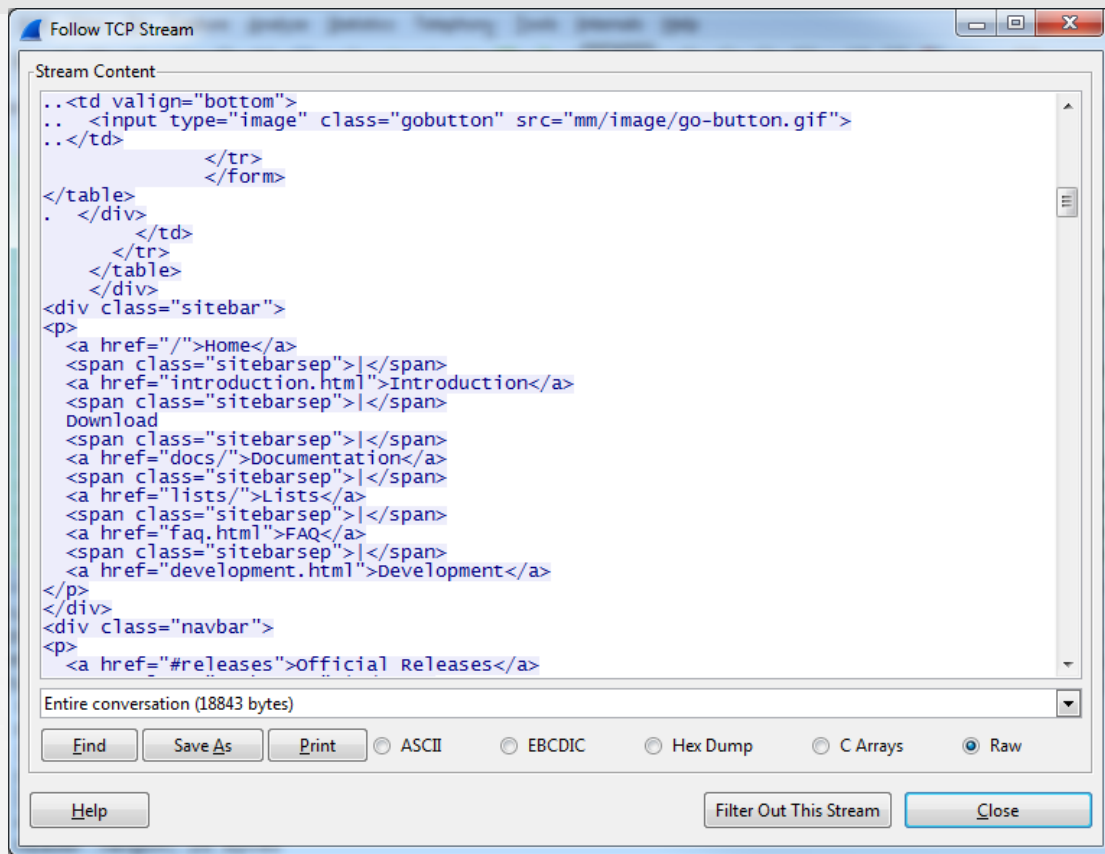 Follow TCP Stream
Stream Content
..<td valign="bottom">
..   <input type="image" class="gobutton" src="mm/image/go-button.gif">
..</td>
</tr>
</form>
</table>
.   </div>
</td>
</tr>
</table>
</div>
<div class="sitebar">
<p>
<a href="/">Home</a>
<span class="sitebarsep">|</span>
<a href="introduction.html">Introduction</a>
<span class="sitebarsep">|</span>
Download
<span class="sitebarsep">|</span>
<a href="docs/">Documentation</a>
<span class="sitebarsep">|</span>
<a href="lists/">Lists</a>
<span class="sitebarsep">|</span>
<a href="faq.html">FAQ</a>
<span class="sitebarsep">|</span>
<a href="development.html">Development</a>
</p>
</div>
<div class="navbar">
<p>
<a href="#releases">Official Releases</a>
Entire conversation (18843 bytes)
Find Save As Print ASCII EBCDIC Hex Dump C Arrays Raw
Help Filter Out This Stream Close